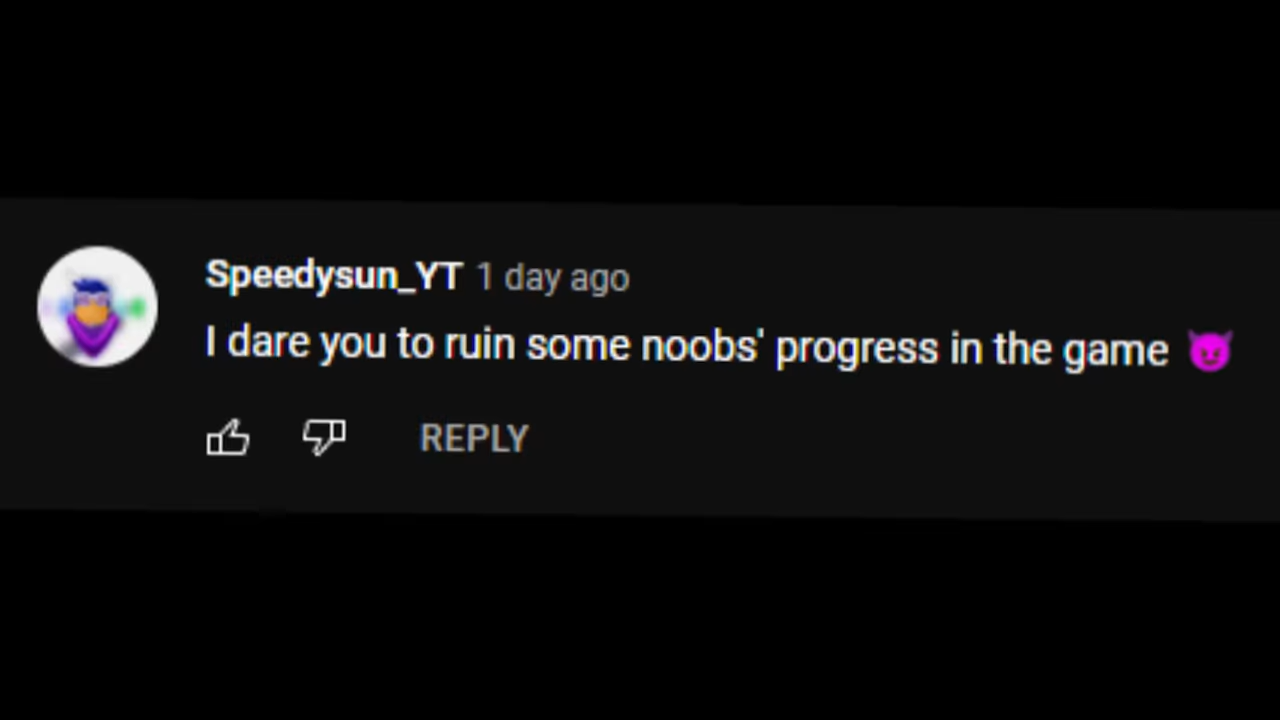 Speedysun_YT 1 day ago
I dare you to ruin some noobs' progress in the game 😈
REPLY